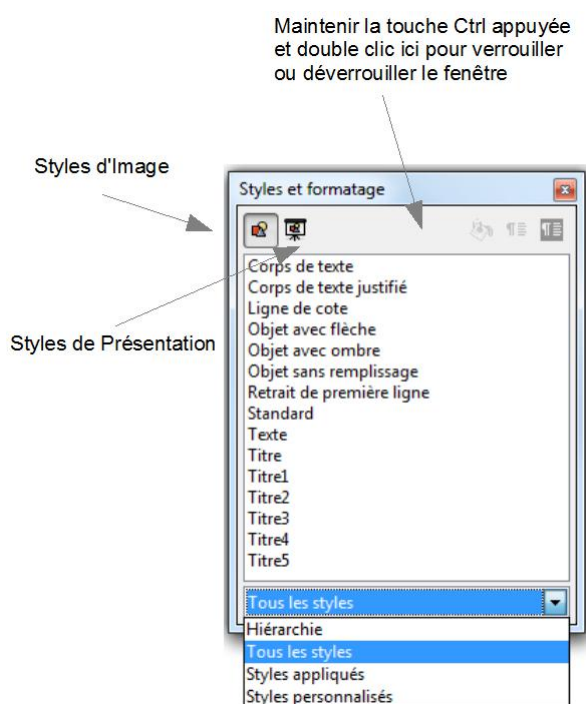 Maintenir la touche Ctrl appuyée
et double clic ici pour verrouiller
ou déverrouiller le fenêtre
Styles d'Image
Styles et formatage
Styles de Présentation
Corps de texte
Corps de texte justifié
Ligne de cote
Objet avec flèche
Objet avec ombre
Objet sans remplissage
Retrait de première ligne
Standard
Texte
Titre
Titre1
Titre2
Titre3
Titre4
Titre5
Tous les styles
Hiérarchie
Tous les styles
Styles appliqués
Styles personnalisés